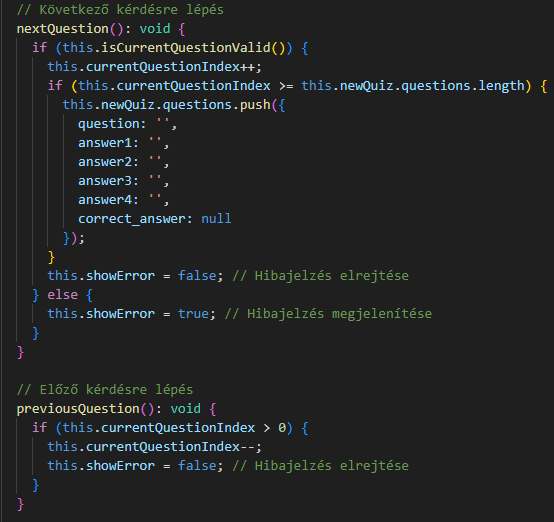 // Következő kérdésre lépés
nextQuestion(): void {
  if (this.isCurrentQuestionValid()) {
    this.currentQuestionIndex++;
    if (this.currentQuestionIndex >= this.newQuiz.questions.length) {
      this.newQuiz.questions.push({
        question: '',
        answer1: '',
        answer2: '',
        answer3: '',
        answer4: '',
        correct_answer: null
      });
    }
    this.showError = false; // Hibajelzés elrejtése
  } else {
    this.showError = true; // Hibajelzés megjelenítése
  }
}

// Előző kérdésre lépés
previousQuestion(): void {
  if (this.currentQuestionIndex > 0) {
    this.currentQuestionIndex--;
    this.showError = false; // Hibajelzés elrejtése
  }
}